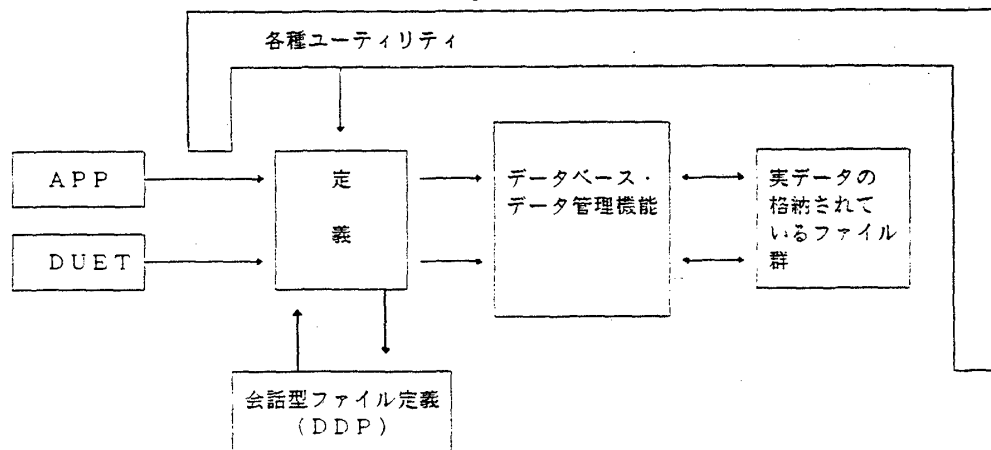 各種ユーティリティ
APP
DUET
定
義
データベース・
データ管理機能
実データの
格納されて
いるファイル
群
会話型ファイル定義
(DDP)